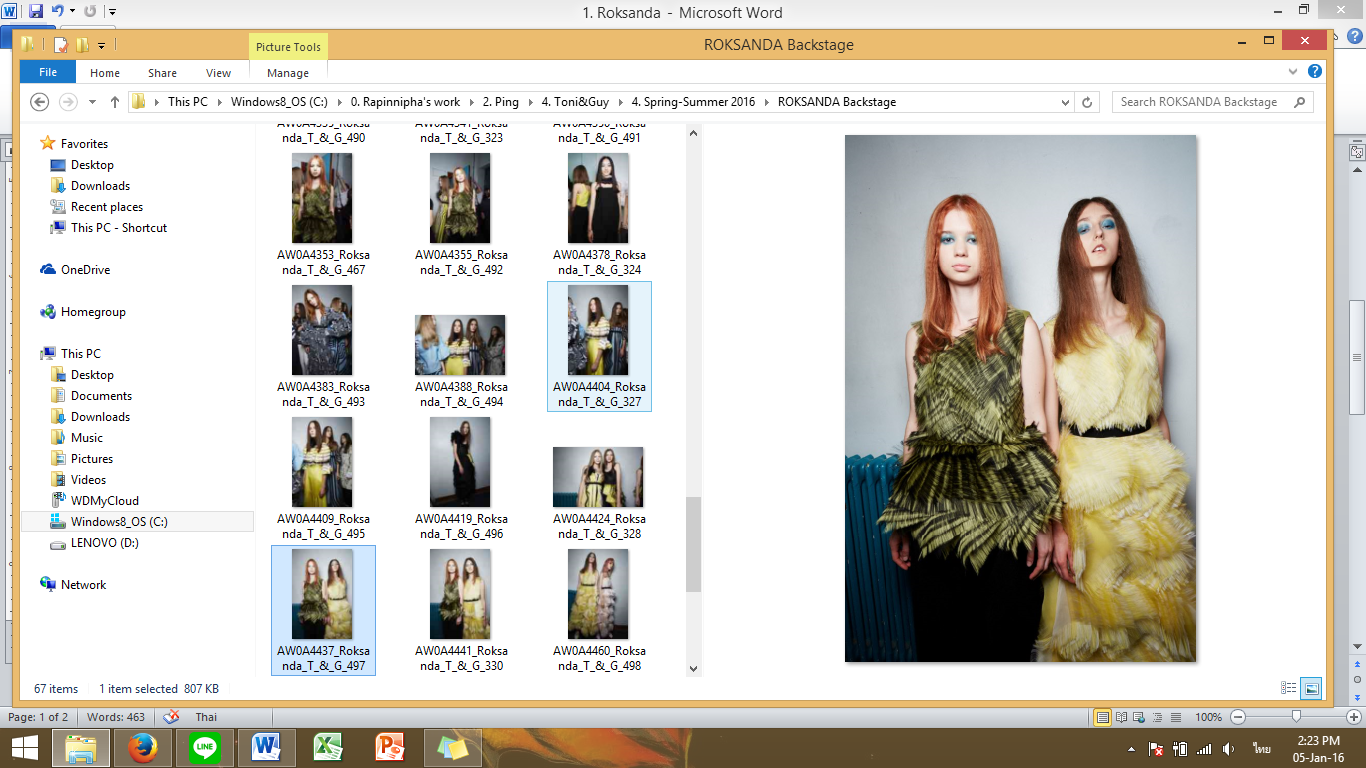 1. Roksanda - Microsoft Word
Picture Tools
ROKSANDA Backstage
File
Home
Share
View
Manage
This PC
Windows8_OS (C:)
0. Rapinnipha's work
2. Ping
4. Toni&Guy
4. Spring-Summer 2016
ROKSANDA Backstage
Search ROKSANDA Backstage
Favorites
Desktop
Downloads
Recent places
This PC - Shortcut
OneDrive
Homegroup
This PC
Desktop
Documents
Downloads
Music
Pictures
Videos
WDMyCloud
Windows8_OS (C:)
LENOVO (D:)
Network
nda_T_&_G_490
nda_T_&_G_323
nda_T_&_G_491
AW0A4353_Roksa
nda_T_&_G_467
AW0A4355_Roksa
nda_T_&_G_492
AW0A4378_Roksa
nda_T_&_G_324
AW0A4383_Roksa
nda_T_&_G_493
AW0A4388_Roksa
nda_T_&_G_494
AW0A4404_Roksa
nda_T_&_G_327
AW0A4409_Roksa
nda_T_&_G_495
AW0A4419_Roksa
nda_T_&_G_496
AW0A4424_Roksa
nda_T_&_G_328
AW0A4437_Roksa
nda_T_&_G_497
AW0A4441_Roksa
nda_T_&_G_330
AW0A4460_Roksa
nda_T_&_G_498
67 items
1 item selected 807 KB
Page: 1 of 2
Words: 463
Thai
100%
LINE
ไทย
2:23 PM
05-Jan-16